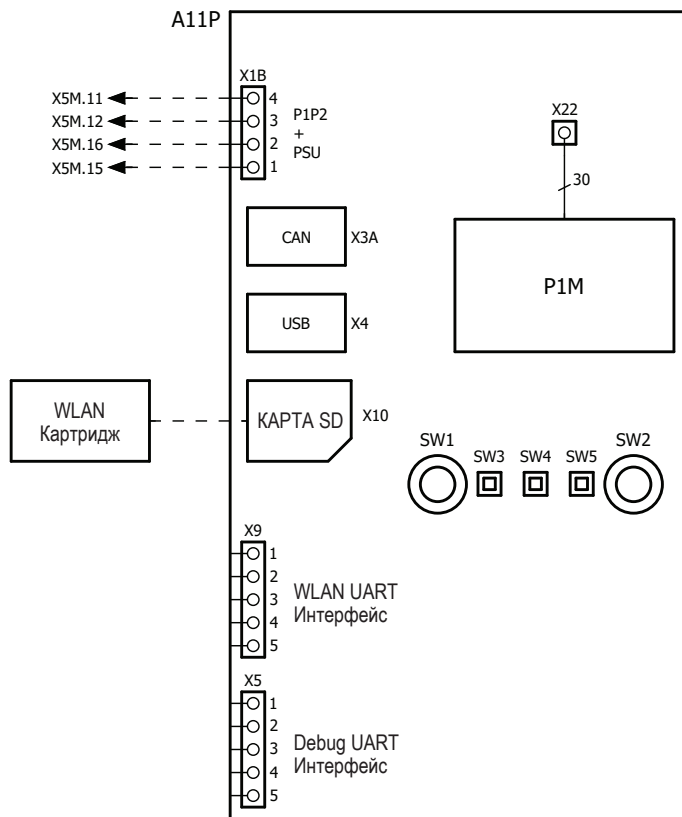 A11P
X1B
X5M.11
4
X5M.12
3
P1P2
+
PSU
X5M.16
2
X5M.15
1
X22
30
P1M
CAN
X3A
USB
X4
WLAN
Картридж
КАРТА SD
X10
SW1
SW3
SW4
SW5
SW2
X9
1
2
3
4
5
WLAN UART
Интерфейс
X5
1
2
3
4
5
Debug UART
Интерфейс